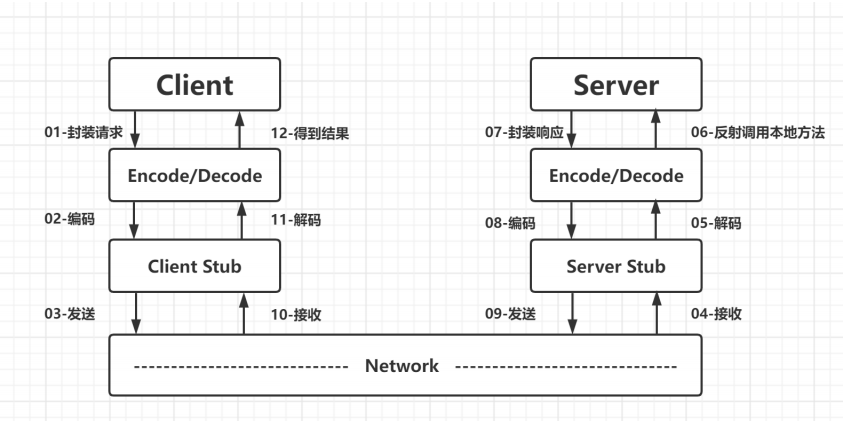 Client
Server
01-封装请求
12-得到结果
07-封装响应
06-反射调用本地方法
Encode/Decode
Encode/Decode
02-编码
11-解码
08-编码
05-解码
Client Stub
Server Stub
03-发送
10-接收
09-发送
04-接收
Network